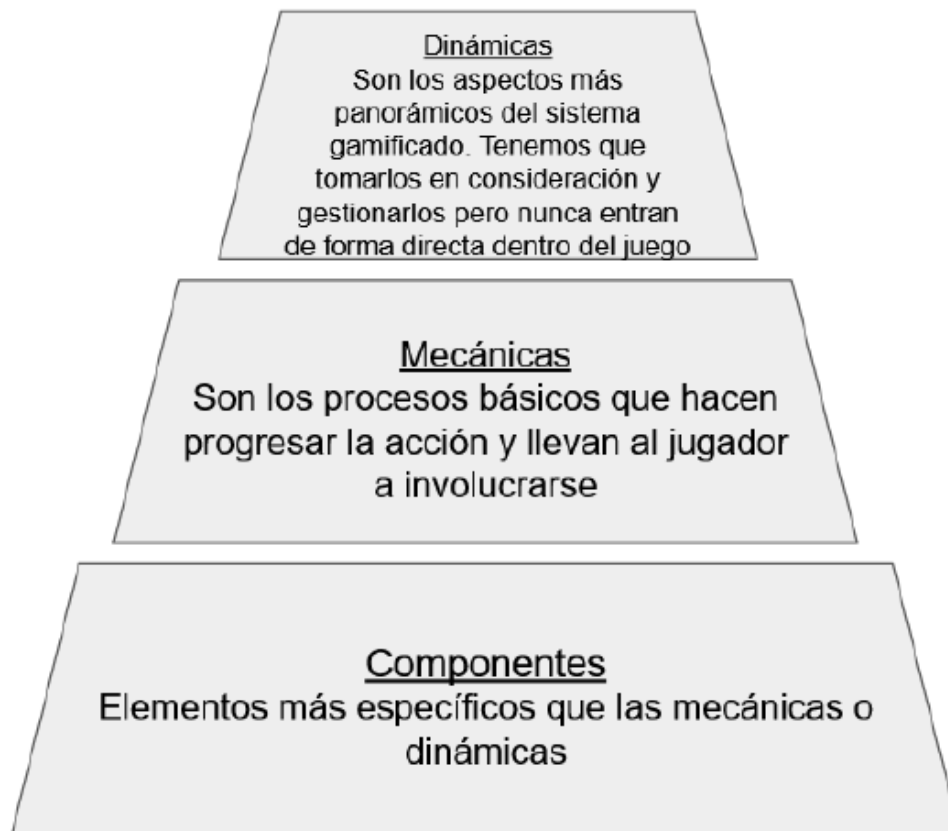 Dinámicas
Son los aspectos más
panorámicos del sistema
gamificado. Tenemos que
tomarlos en consideración y
gestionarlos pero nunca entran
de forma directa dentro del juego
Mecánicas
Son los procesos básicos que hacen
progresar la acción y llevan al jugador
a involucrarse
Componentes
Elementos más específicos que las mecánicas o
dinámicas